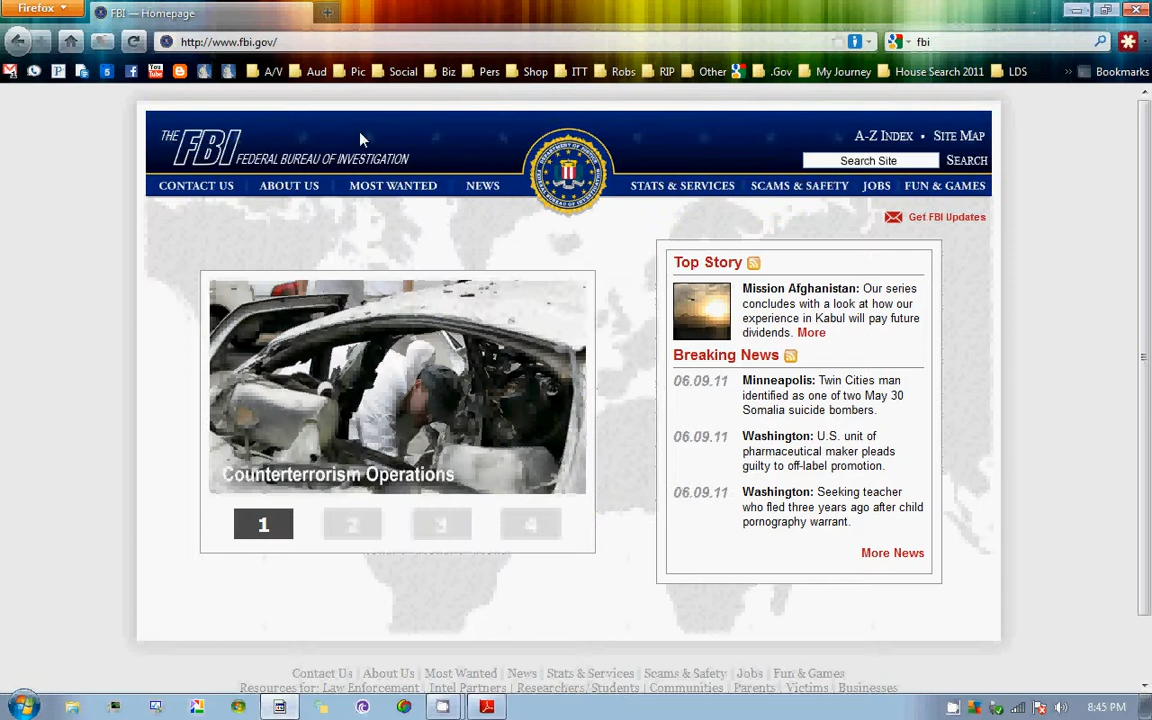 Firefox
FBI — Homepage
http://www.fbi.gov/
fbi
A/V Aud Pic Social Biz Pers Shop ITT Robs RIP Other .Gov My Journey House Search 2011 LDS » Bookmarks
THE FBI FEDERAL BUREAU OF INVESTIGATION
A-Z INDEX • SITE MAP
Search Site SEARCH
CONTACT US ABOUT US MOST WANTED NEWS STATS & SERVICES SCAMS & SAFETY JOBS FUN & GAMES
Get FBI Updates
Top Story
Mission Afghanistan: Our series
concludes with a look at how our
experience in Kabul will pay future
dividends. More
Breaking News
06.09.11 Minneapolis: Twin Cities man
identified as one of two May 30
Somalia suicide bombers.
06.09.11 Washington: U.S. unit of
pharmaceutical maker pleads
guilty to off-label promotion.
06.09.11 Washington: Seeking teacher
who fled three years ago after child
pornography warrant.
More News
Counterterrorism Operations
1 2 3 4
Contact Us | About Us | Most Wanted | News | Stats & Services | Scams & Safety | Jobs | Fun & Games
Resources for: Law Enforcement | Intel Partners | Researchers/Students | Communities | Parents | Victims | Businesses
8:45 PM